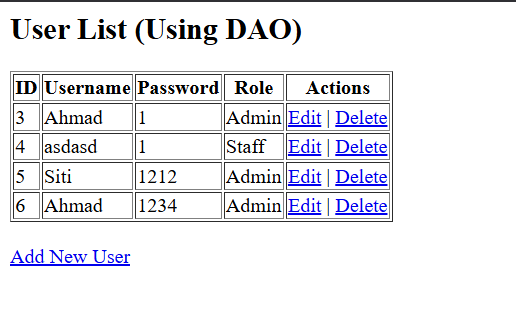 User List (Using DAO)
ID Username Password Role Actions
3 Ahmad 1 Admin Edit | Delete
4 asdasd 1 Staff Edit | Delete
5 Siti 1212 Admin Edit | Delete
6 Ahmad 1234 Admin Edit | Delete
Add New User